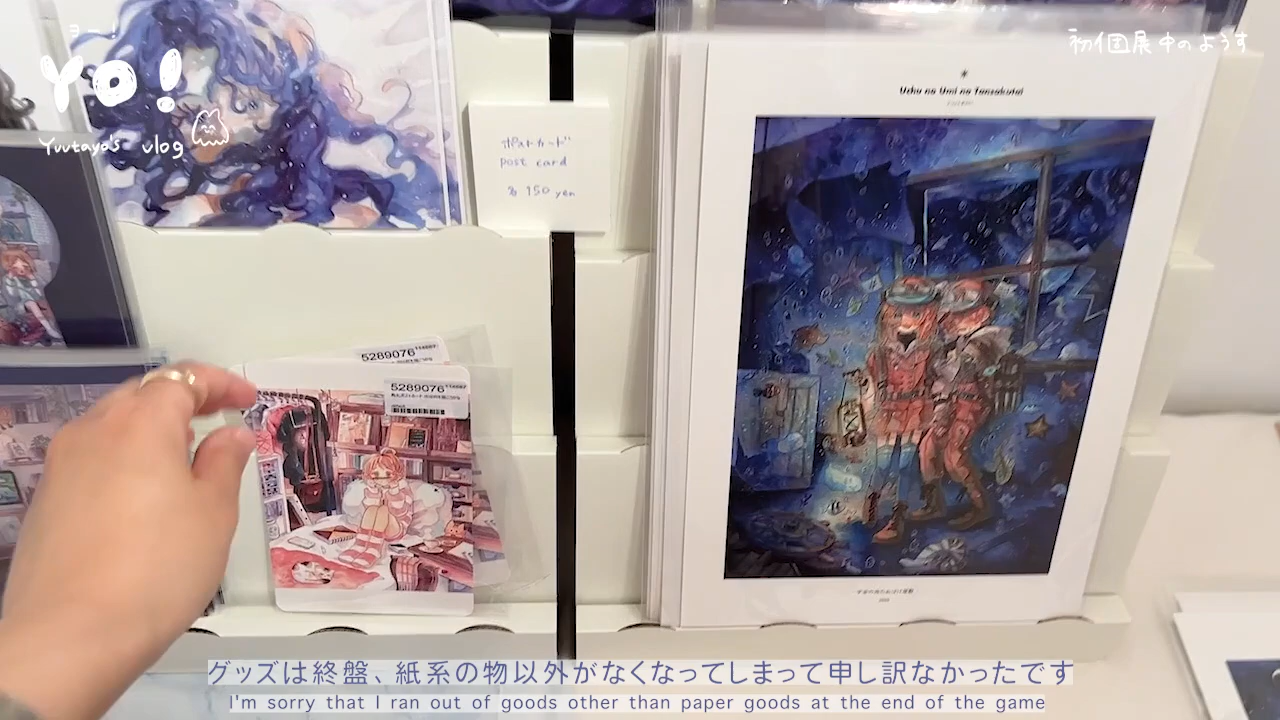 ヨ!
YO!
Yuutaya's vlog
初個展中のようす
ポストカード
post card
各 150 yen
Uchu no Umi no Tansakutai
5289076
5289076
グッズは終盤、紙系の物以外がなくなってしまって申し訳なかったです
I'm sorry that I ran out of goods other than paper goods at the end of the game